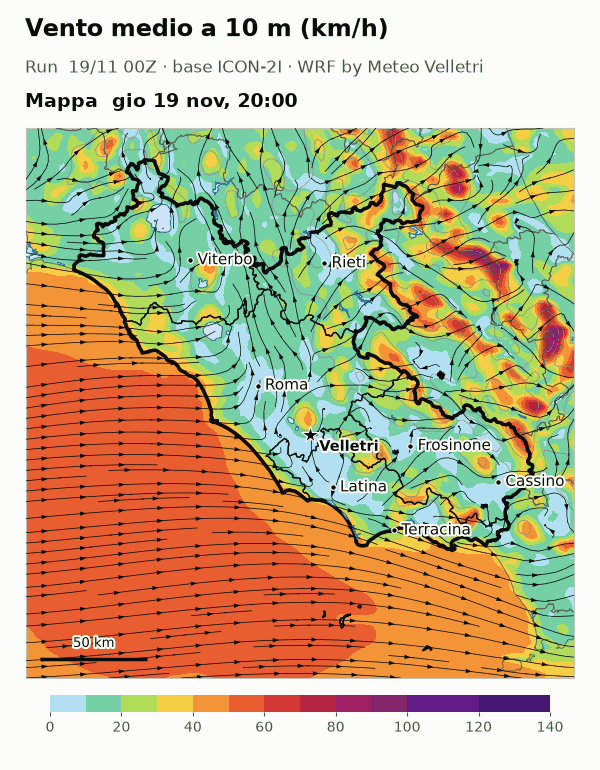 Vento medio a 10 m (km/h)
Run  19/11 00Z · base ICON-2I · WRF by Meteo Velletri
Mappa  gio 19 nov, 20:00
Viterbo
Rieti
Roma
Velletri
Frosinone
Cassino
Latina
Terracina
50 km
0 20 40 60 80 100 120 140